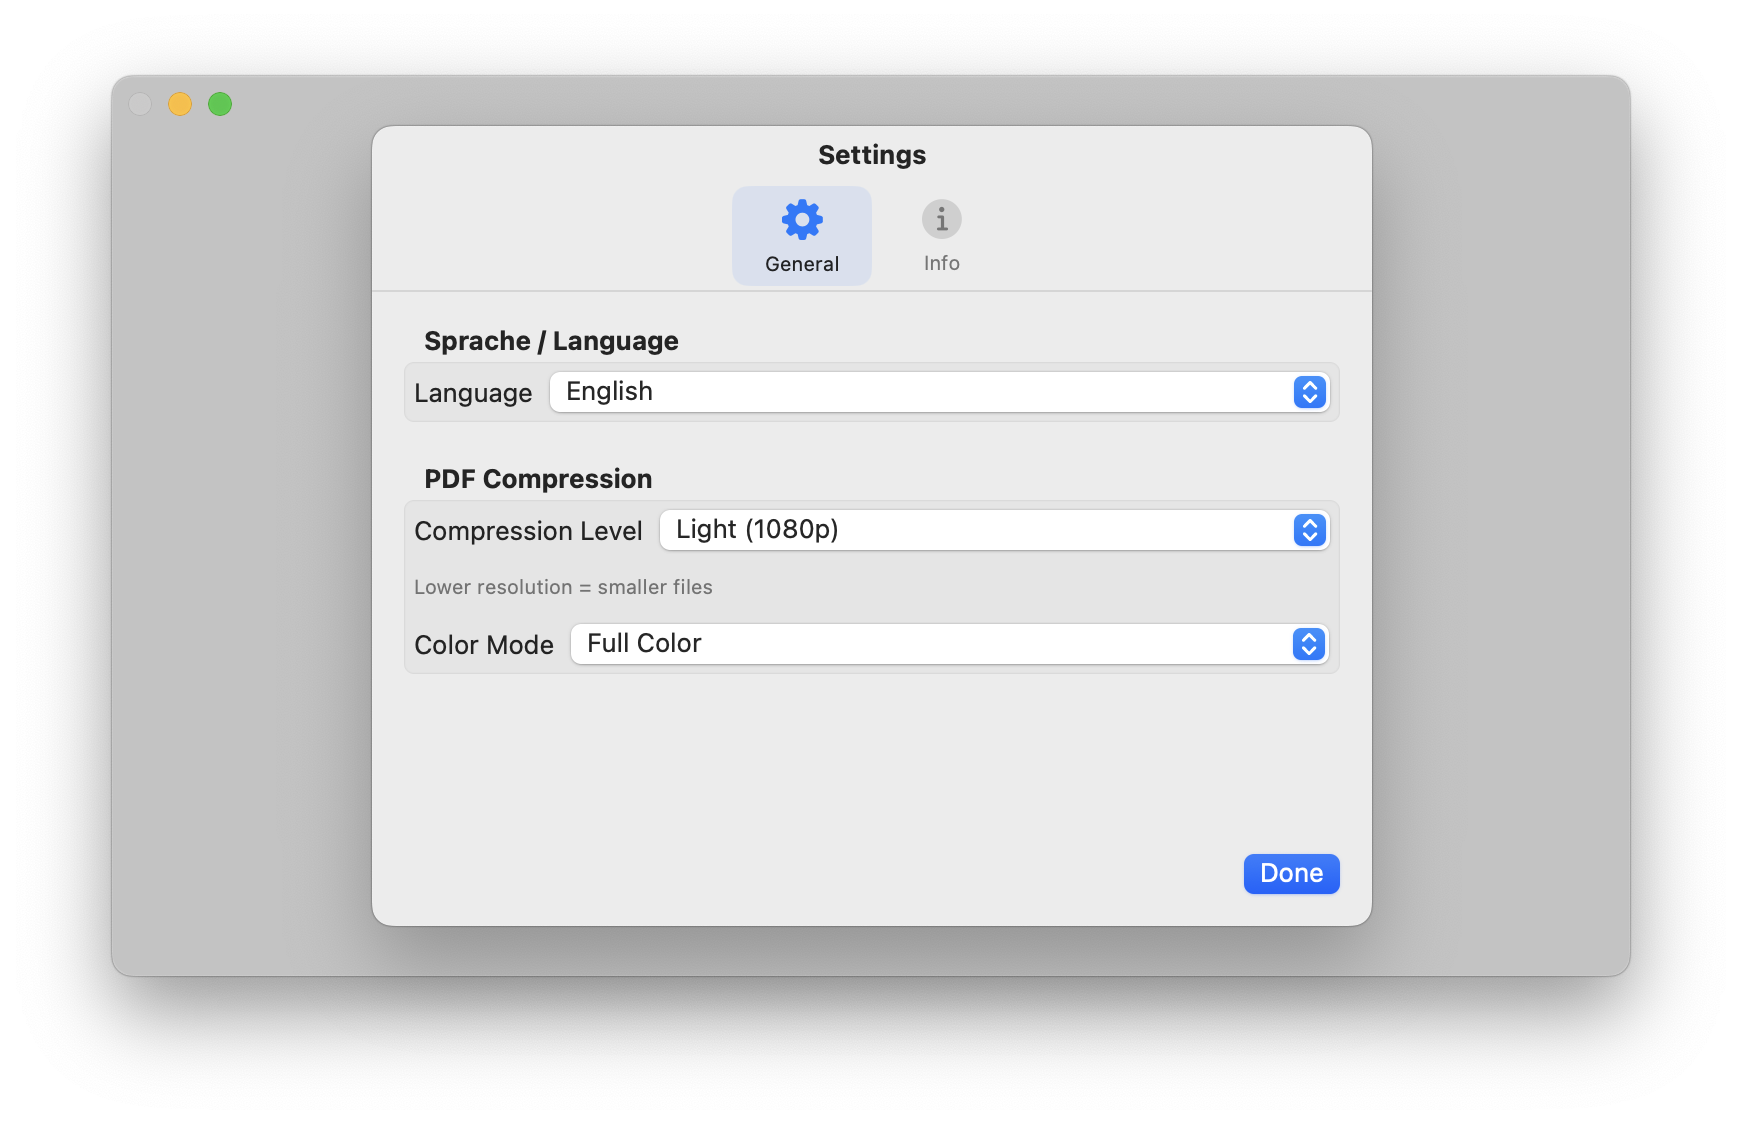 Settings
General
Info
Sprache / Language
Language English
PDF Compression
Compression Level Light (1080p)
Lower resolution = smaller files
Color Mode Full Color
Done